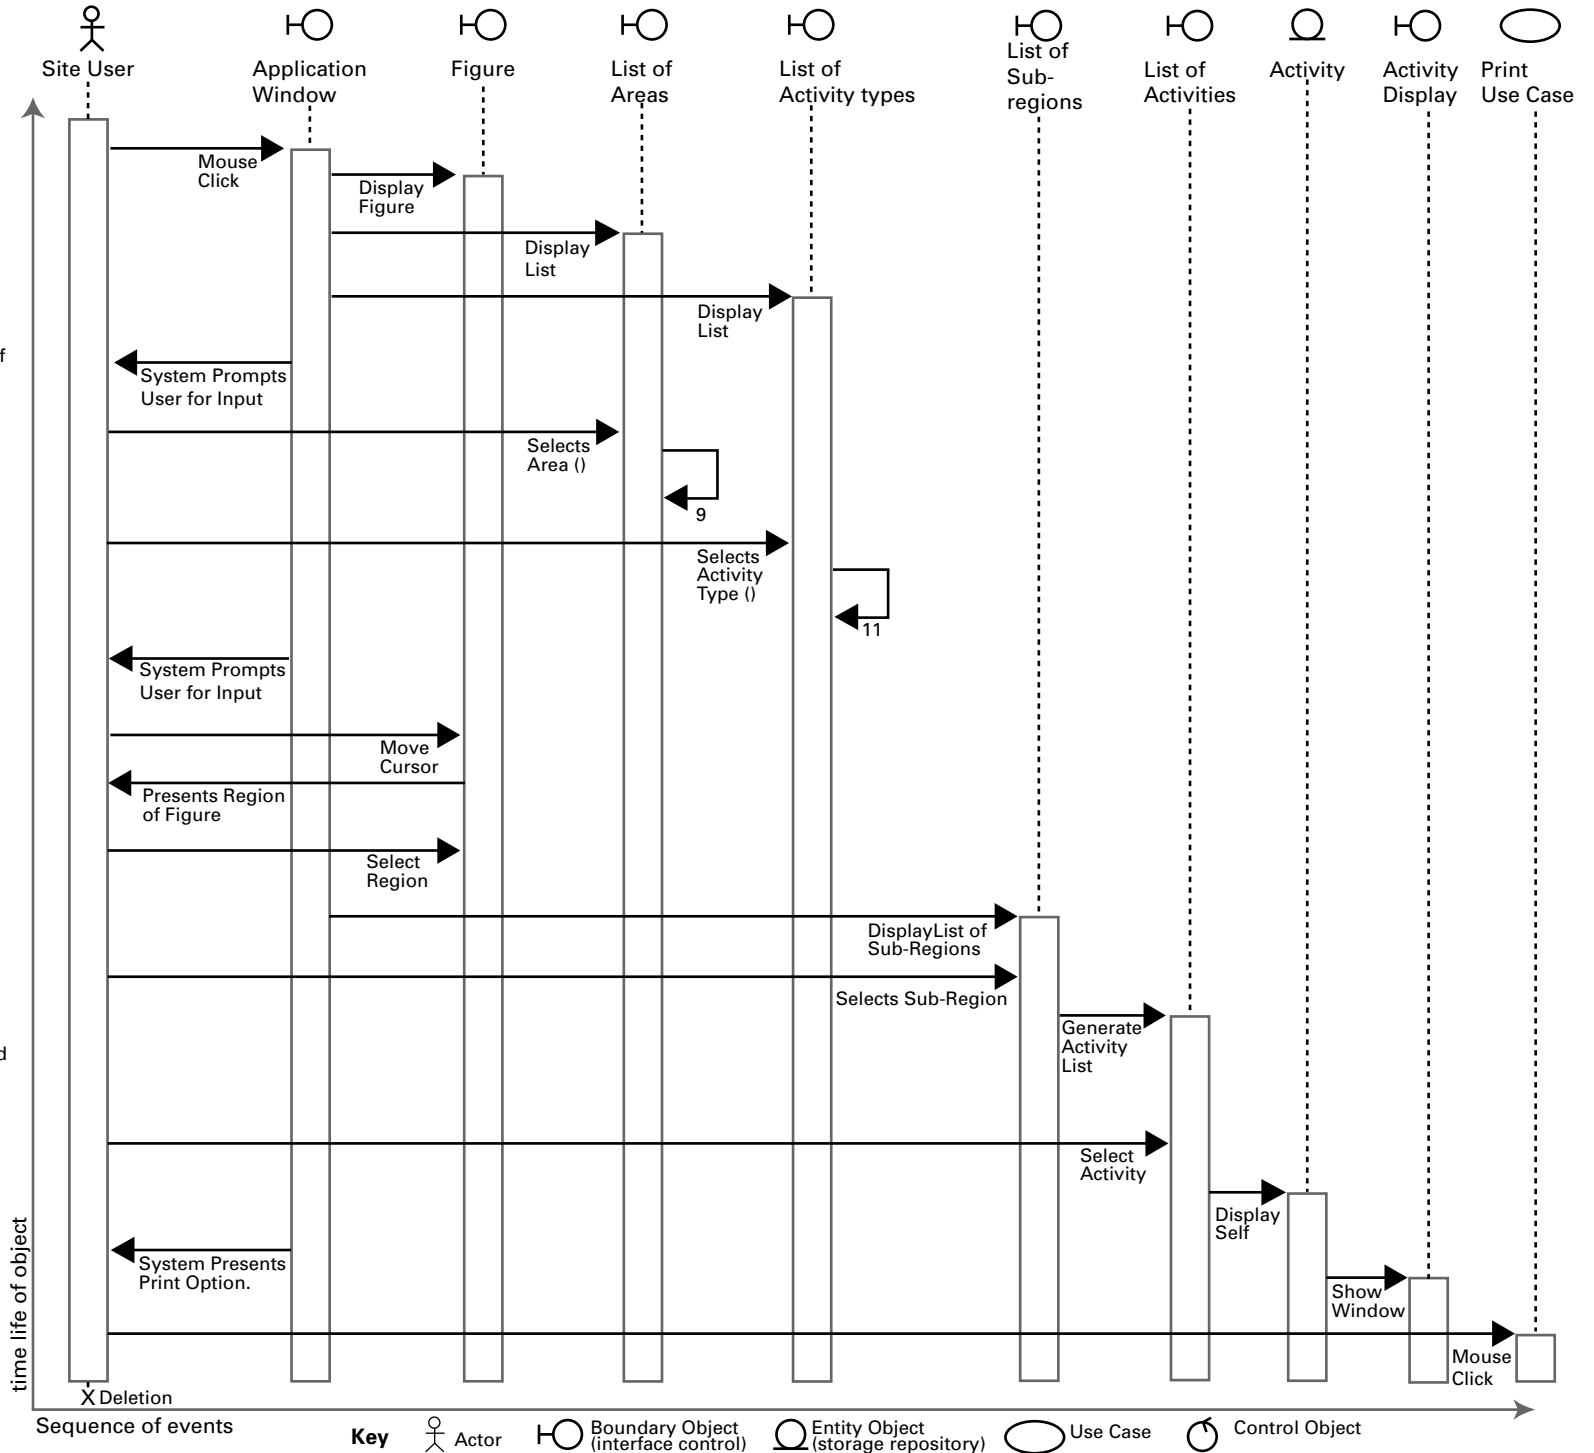 Site User
Application
Window
Figure
List of
Areas
List of
Activity types
List of
Sub-
regions
List of
Activities
Activity
Activity
Display
Print
Use Case
Mouse
Click
Display
Figure
Display
List
Display
List
f
System Prompts
User for Input
Selects
Area ()
9
Selects
Activity
Type ()
11
System Prompts
User for Input
Move
Cursor
Presents Region
of Figure
Select
Region
DisplayList of
Sub-Regions
Selects Sub-Region
Generate
Activity
List
d
Select
Activity
Display
Self
System Presents
Print Option.
Show
Window
Mouse
Click
time life of object
X Deletion
Sequence of events
Key
Actor
Boundary Object
(interface control)
Entity Object
(storage repository)
Use Case
Control Object